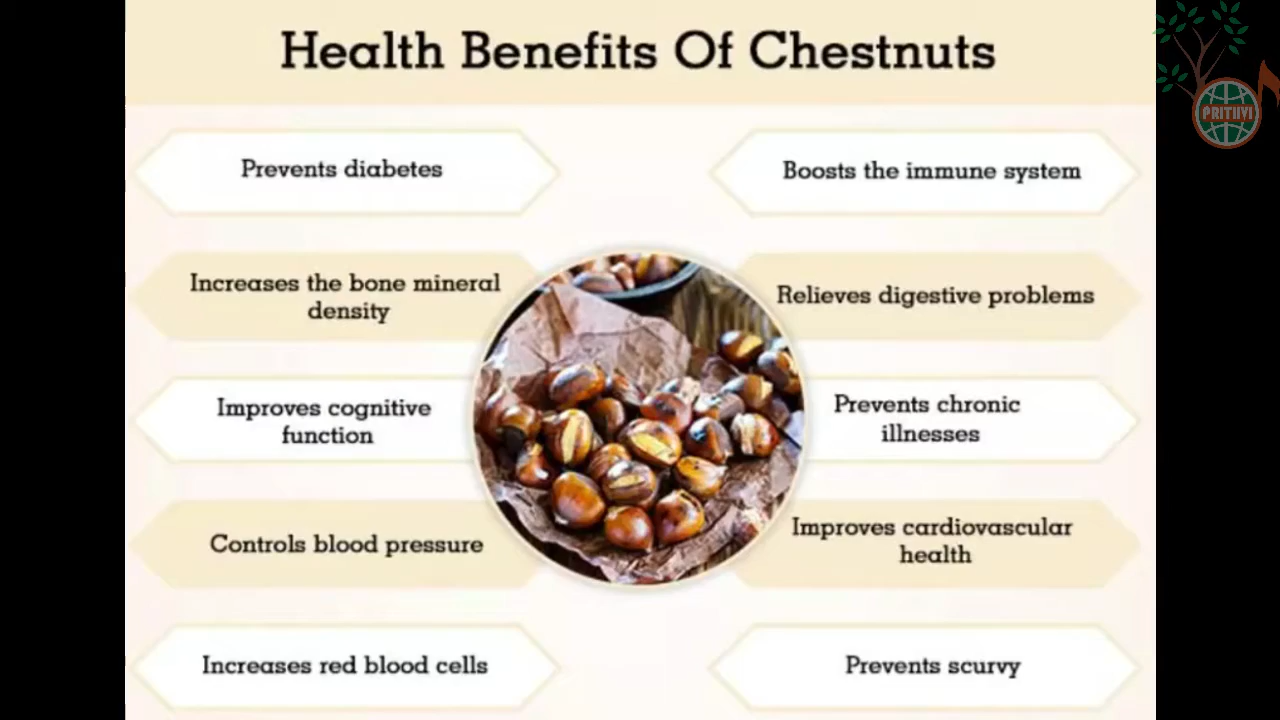 Health Benefits Of Chestnuts
PRITIIVI
Prevents diabetes
Boosts the immune system
Increases the bone mineral
density
Relieves digestive problems
Improves cognitive
function
Prevents chronic
illnesses
Controls blood pressure
Improves cardiovascular
health
Increases red blood cells
Prevents scurvy